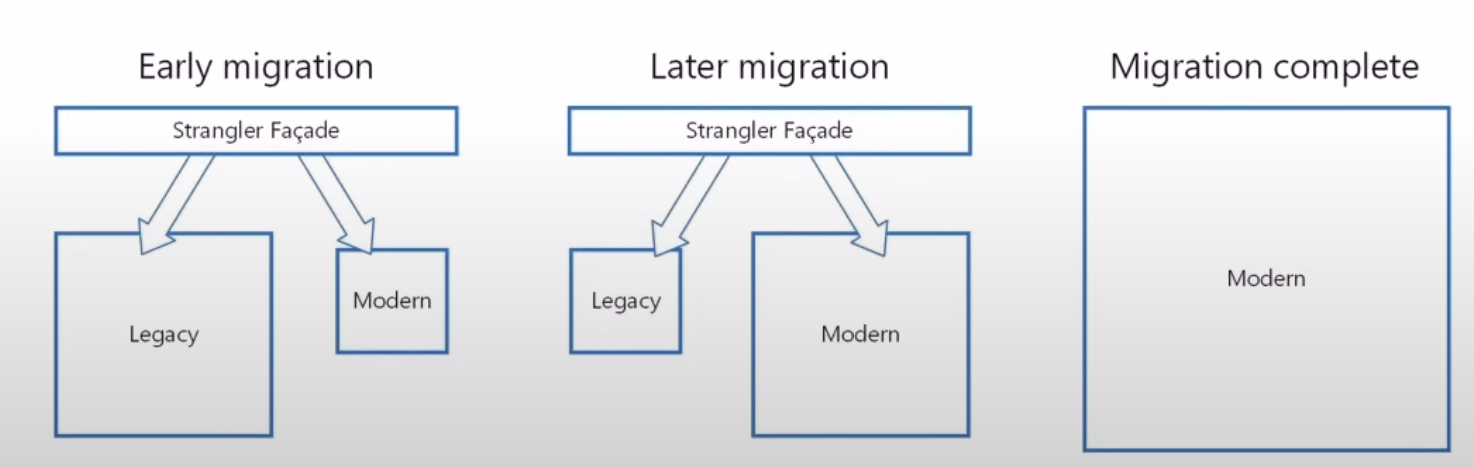 Early migration
Strangler Façade
Legacy
Modern
Later migration
Strangler Façade
Legacy
Modern
Migration complete
Modern